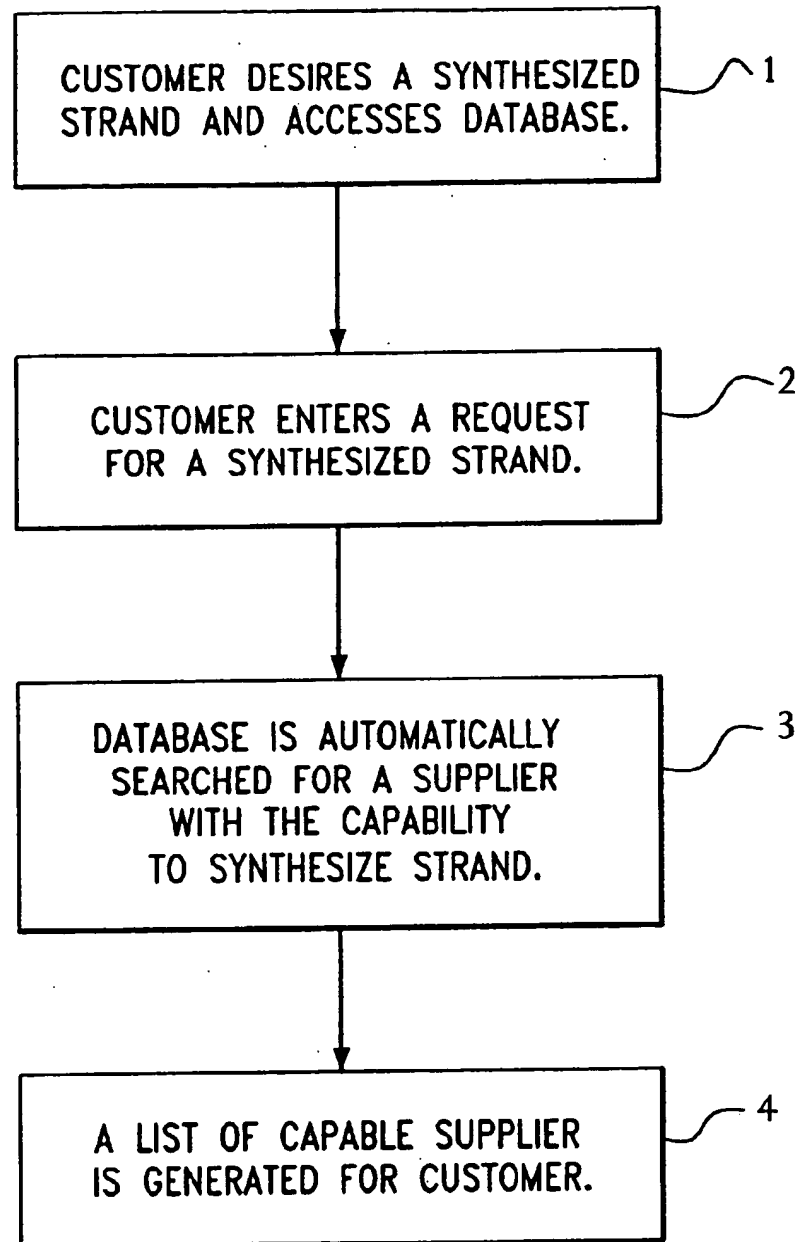 CUSTOMER DESIRES A SYNTHESIZED
STRAND AND ACCESSES DATABASE.
1
CUSTOMER ENTERS A REQUEST
FOR A SYNTHESIZED STRAND.
2
DATABASE IS AUTOMATICALLY
SEARCHED FOR A SUPPLIER
WITH THE CAPABILITY
TO SYNTHESIZE STRAND.
3
A LIST OF CAPABLE SUPPLIER
IS GENERATED FOR CUSTOMER.
4